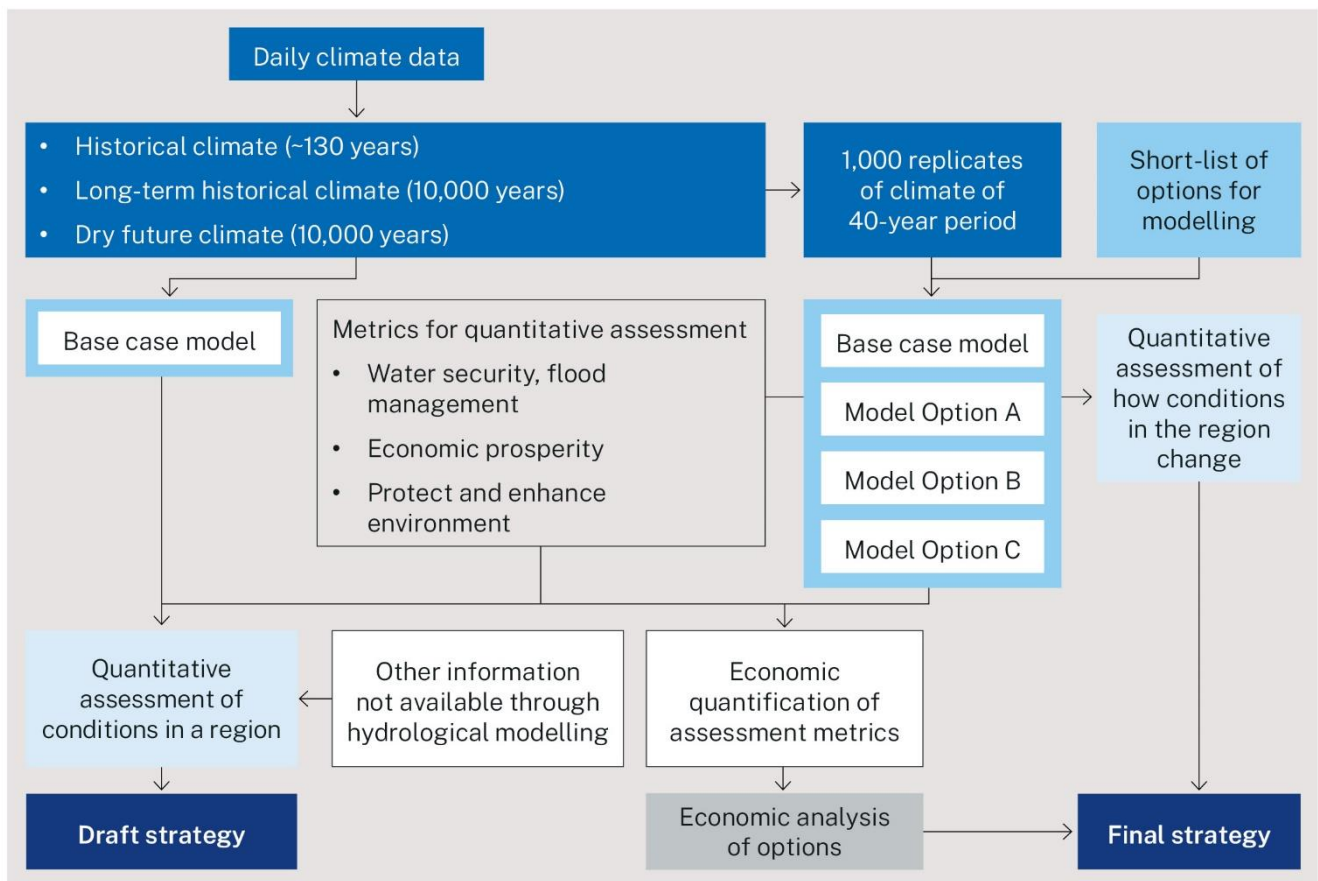 Daily climate data
• Historical climate (~130 years)
• Long-term historical climate (10,000 years)
• Dry future climate (10,000 years)
1,000 replicates
of climate of
40-year period
Short-list of
options for
modelling
Base case model
Metrics for quantitative assessment
• Water security, flood
management
• Economic prosperity
• Protect and enhance
environment
Base case model
Model Option A
Model Option B
Model Option C
Quantitative
assessment of
how conditions
in the region
change
Quantitative
assessment of
conditions in a region
Other information
not available through
hydrological modelling
Economic
quantification of
assessment metrics
Draft strategy
Economic analysis
of options
Final strategy